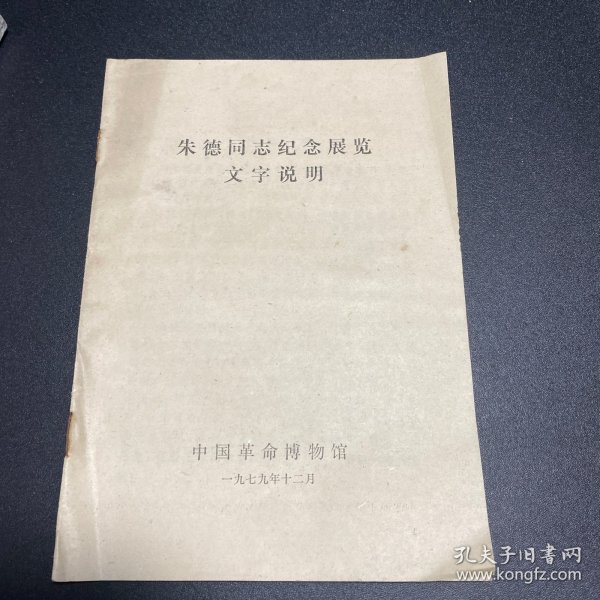 朱德同志纪念展览
文字说明
中国革命博物馆
一九七九年十二月
孔夫子旧書网
www.kongfz.com